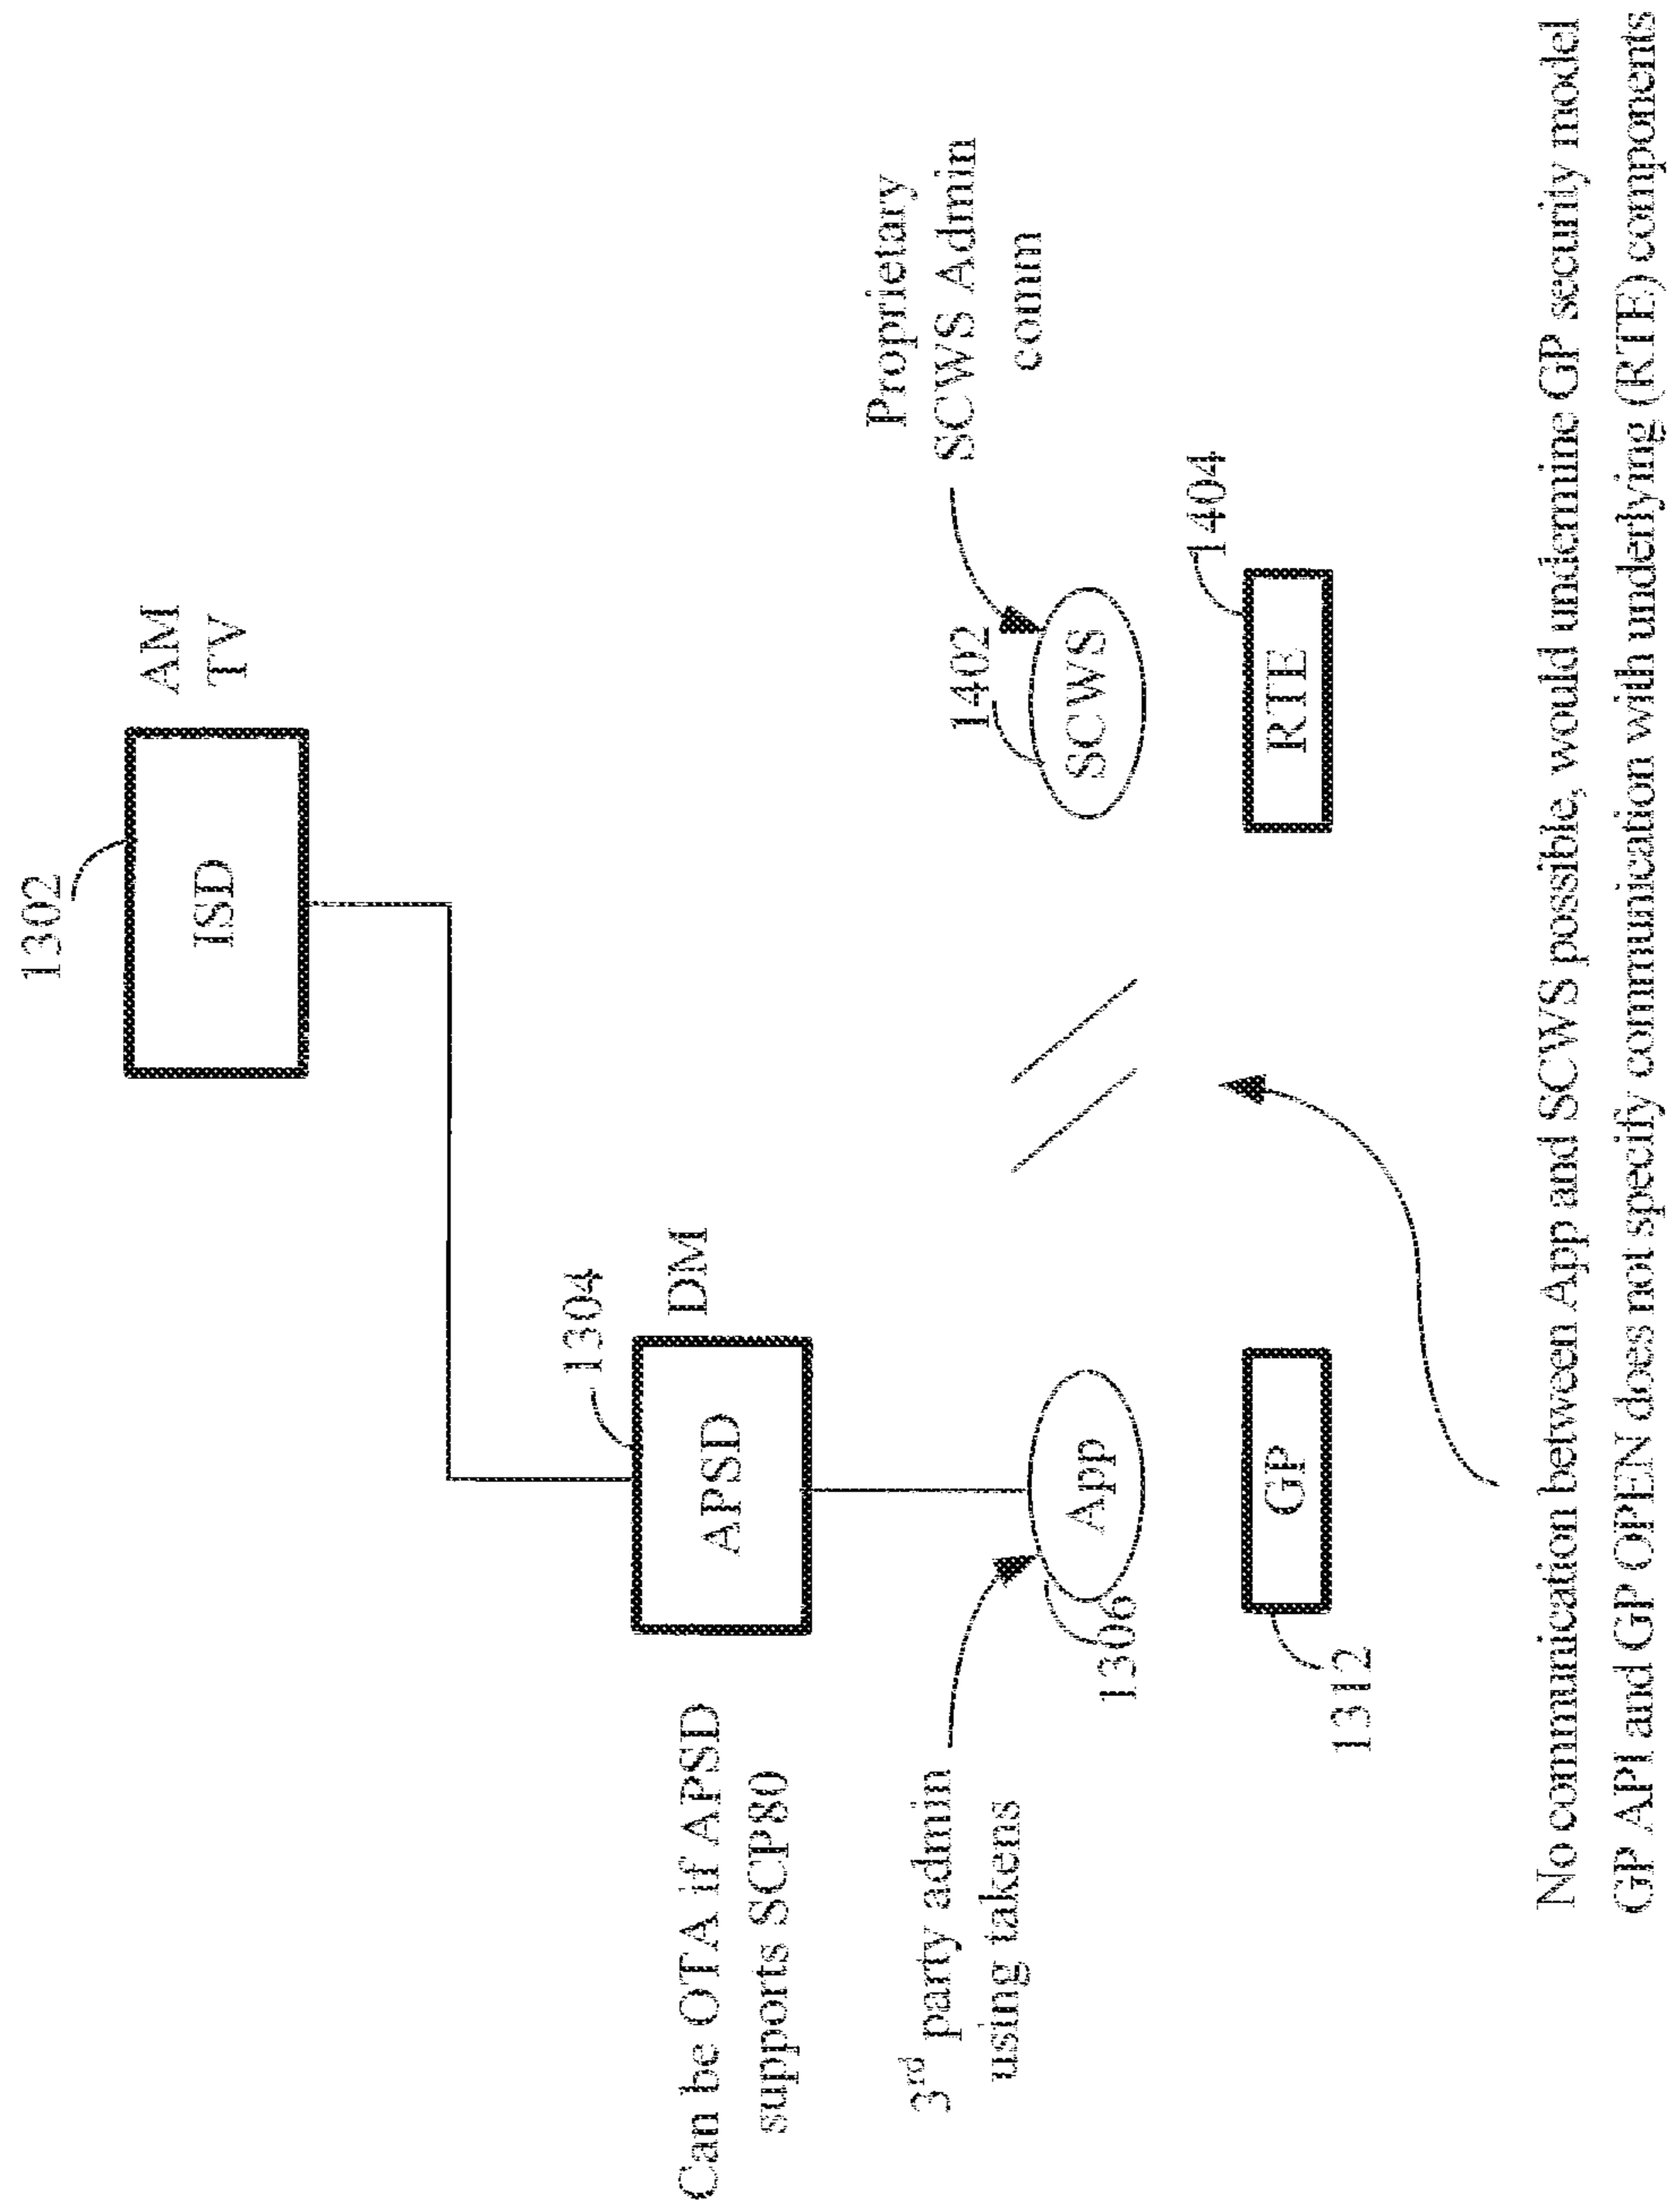 1302
ISD
AM
TV
1304
APSD
DM
Can be OTA if APSD
supports SCP80
3rd party admin
using takens
1306
App
1402
SCWS
Proprietary
SCWS Admin
comm
1312
GP
1404
RTE
No communication between App and SCWS possible, would undermine GP security model
GP API and GP OPEN does not specify communication with underlying (RTE) components